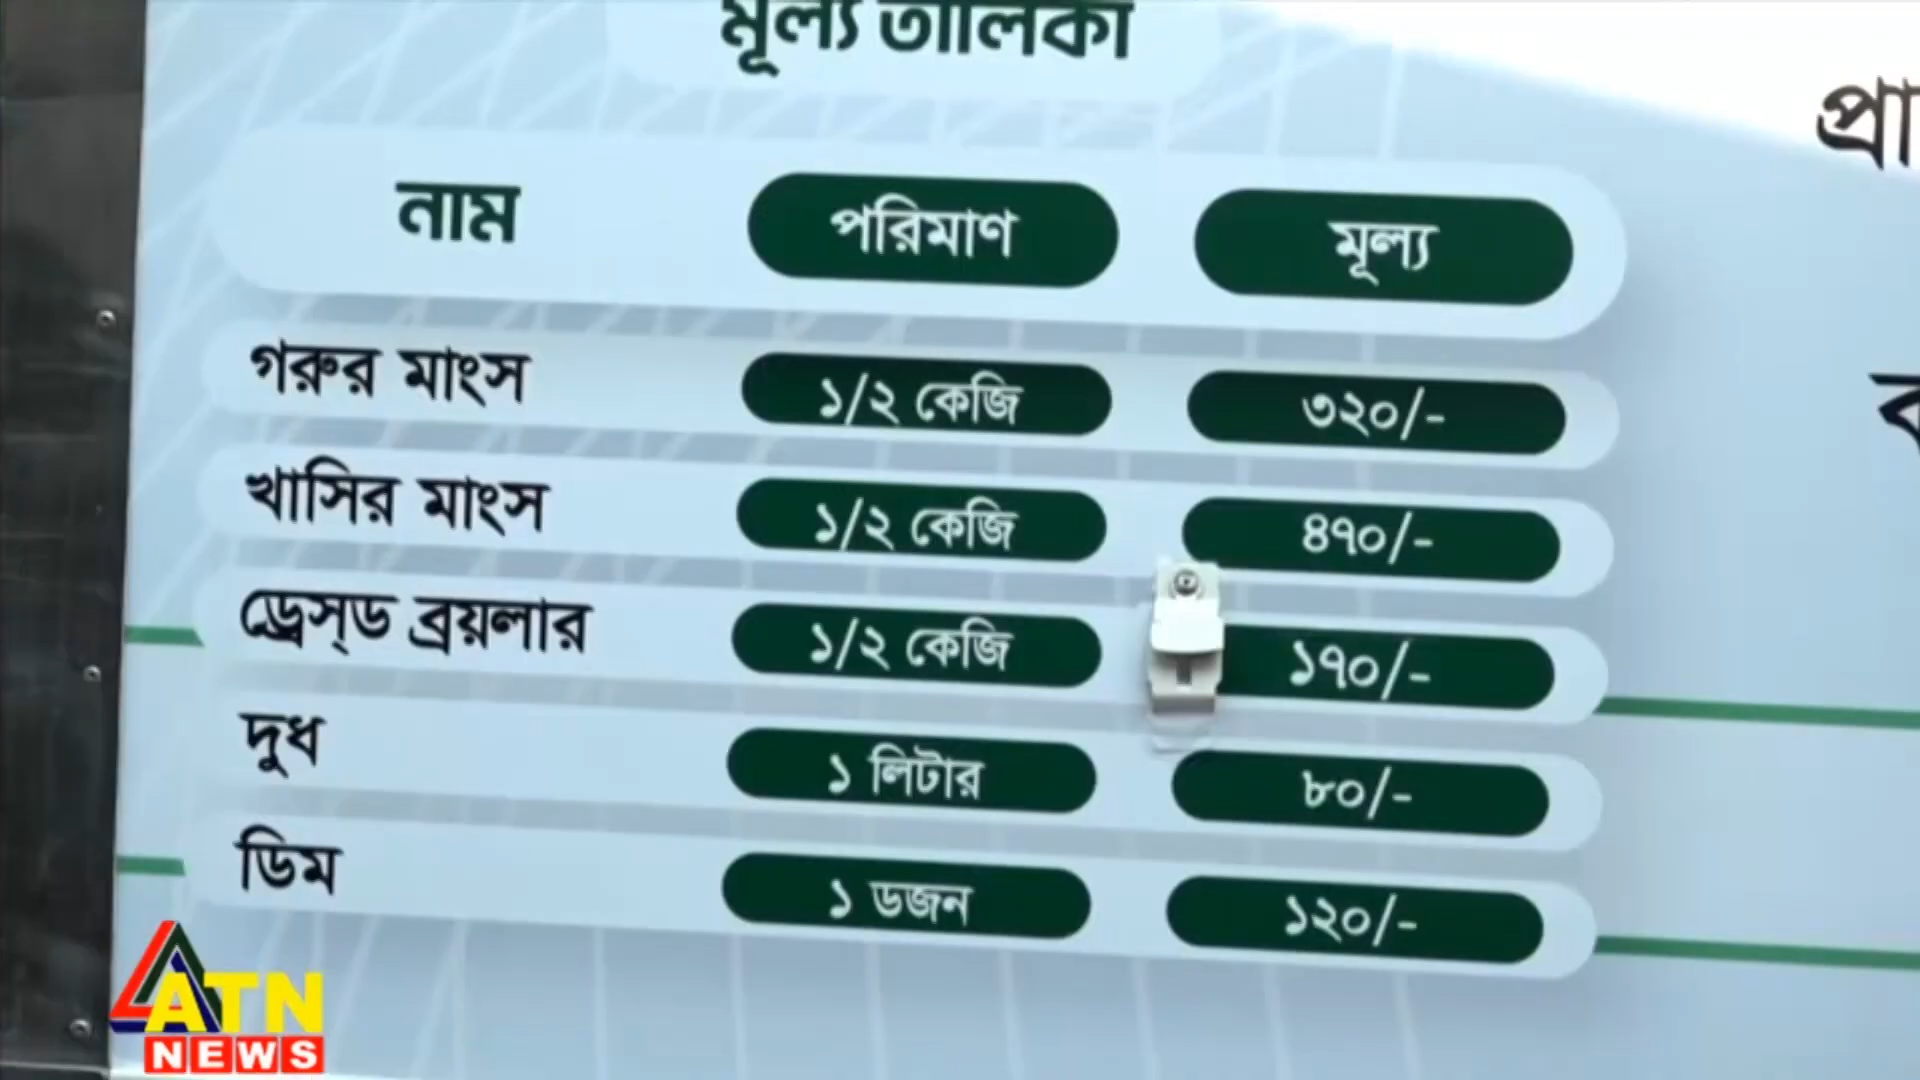 মূল্য তালিকা
নাম পরিমাণ মূল্য
গরুর মাংস ১/২ কেজি ৩২০/-
খাসির মাংস ১/২ কেজি ৪৭০/-
ড্রেস্ড ব্রয়লার ১/২ কেজি ১৭০/-
দুধ ১ লিটার ৮০/-
ডিম ১ ডজন ১২০/-
প্রা
ATN
NEWS